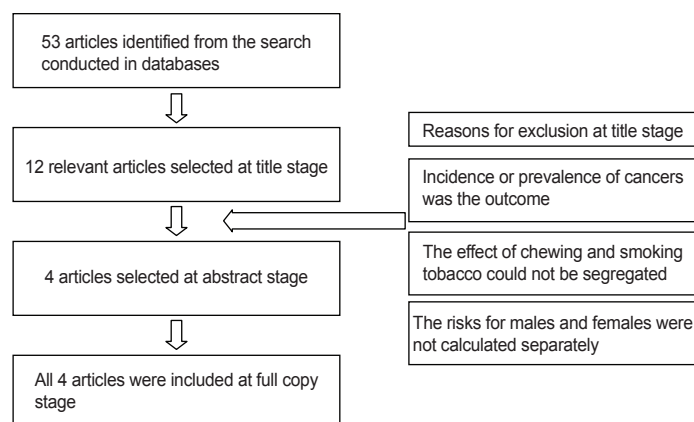 53 articles identified from the search
conducted in databases
12 relevant articles selected at title stage
4 articles selected at abstract stage
All 4 articles were included at full copy
stage
Reasons for exclusion at title stage
Incidence or prevalence of cancers
was the outcome
The effect of chewing and smoking
tobacco could not be segregated
The risks for males and females were
not calculated separately